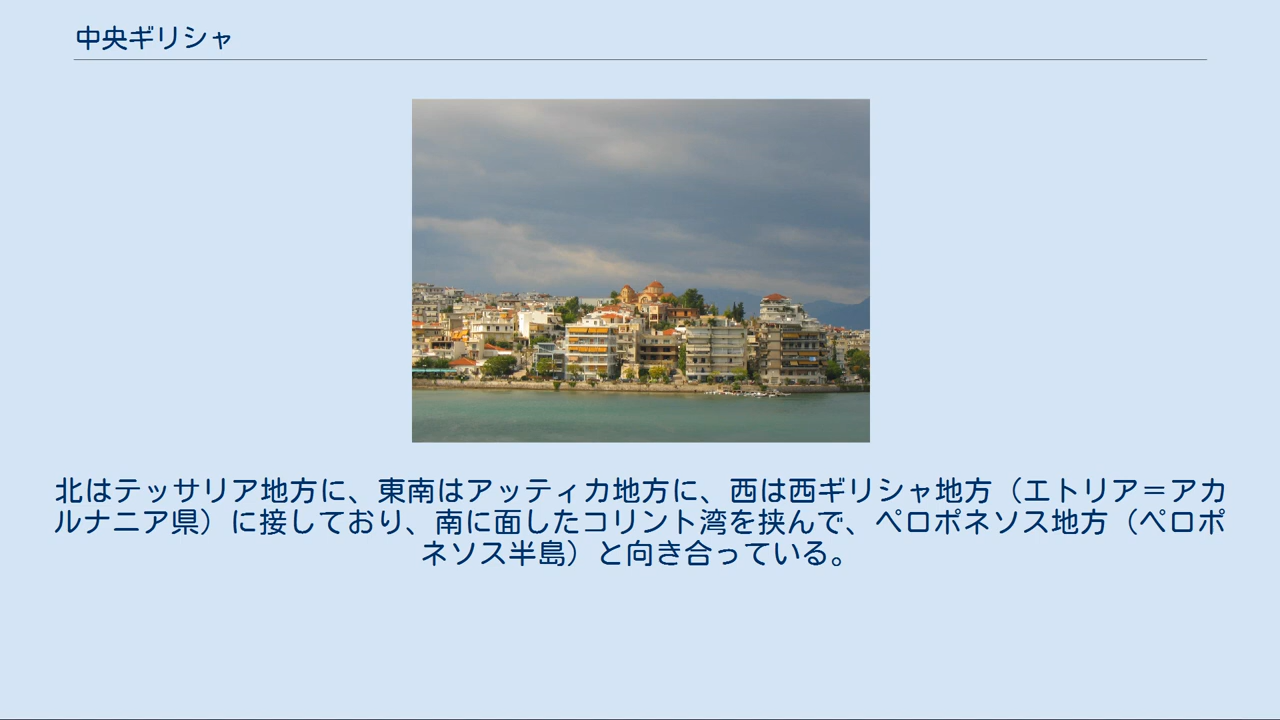 中央ギリシャ
北はテッサリア地方に、東南はアッティカ地方に、西は西ギリシャ地方（エトリア＝アカ
ルナニア県）に接しており、南に面したコリント湾を挟んで、ペロポネソス地方（ペロポ
ネソス半島）と向き合っている。